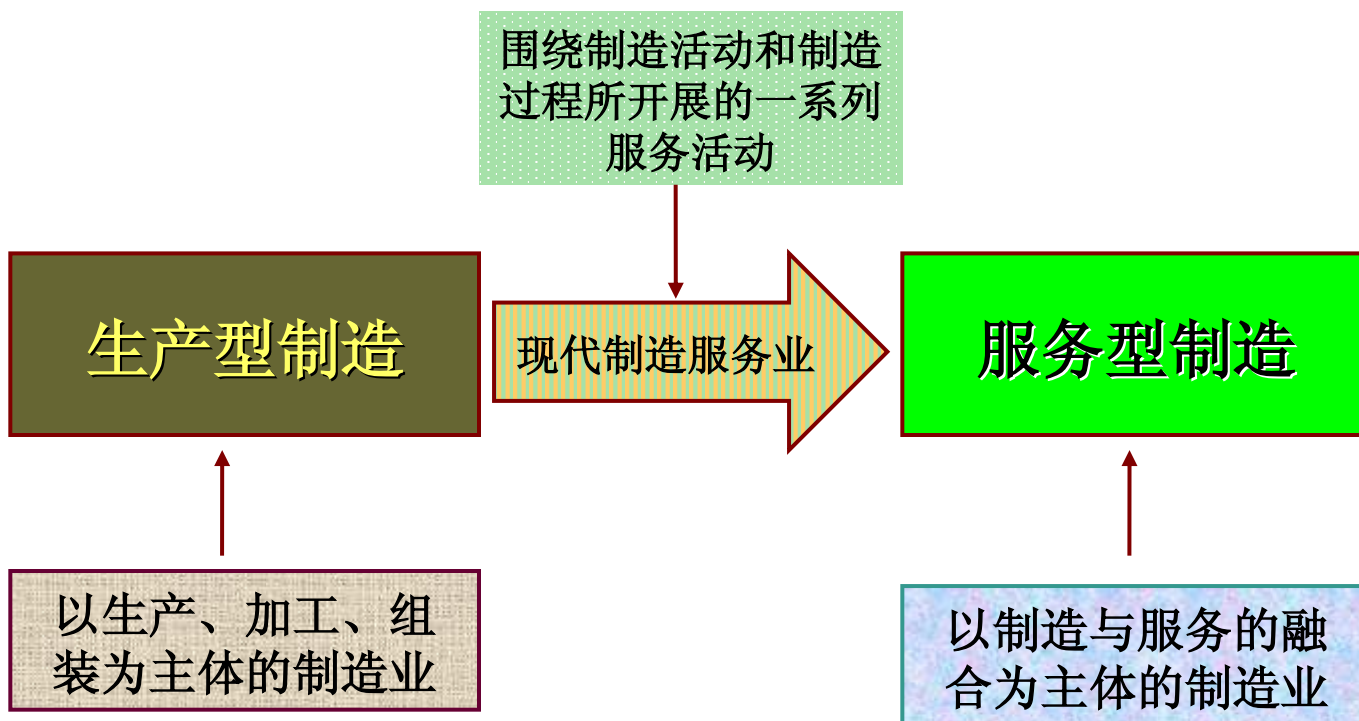 围绕制造活动和制造
过程所开展的一系列
服务活动
生产型制造
现代制造服务业
服务型制造
以生产、加工、组
装为主体的制造业
以制造与服务的融
合为主体的制造业